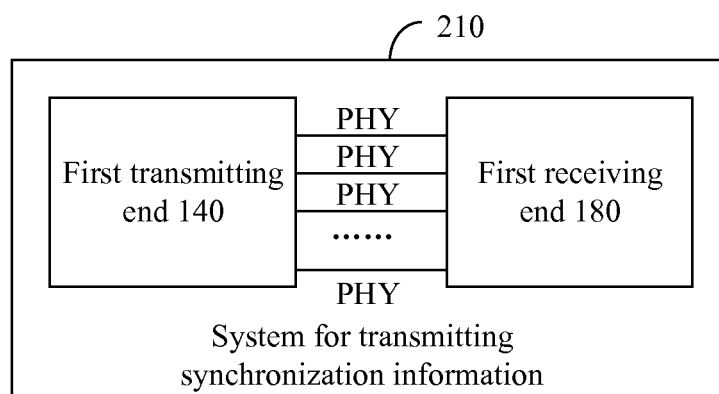 210
First transmitting
end 140
PHY
PHY
PHY
......
PHY
First receiving
end 180
System for transmitting
synchronization information